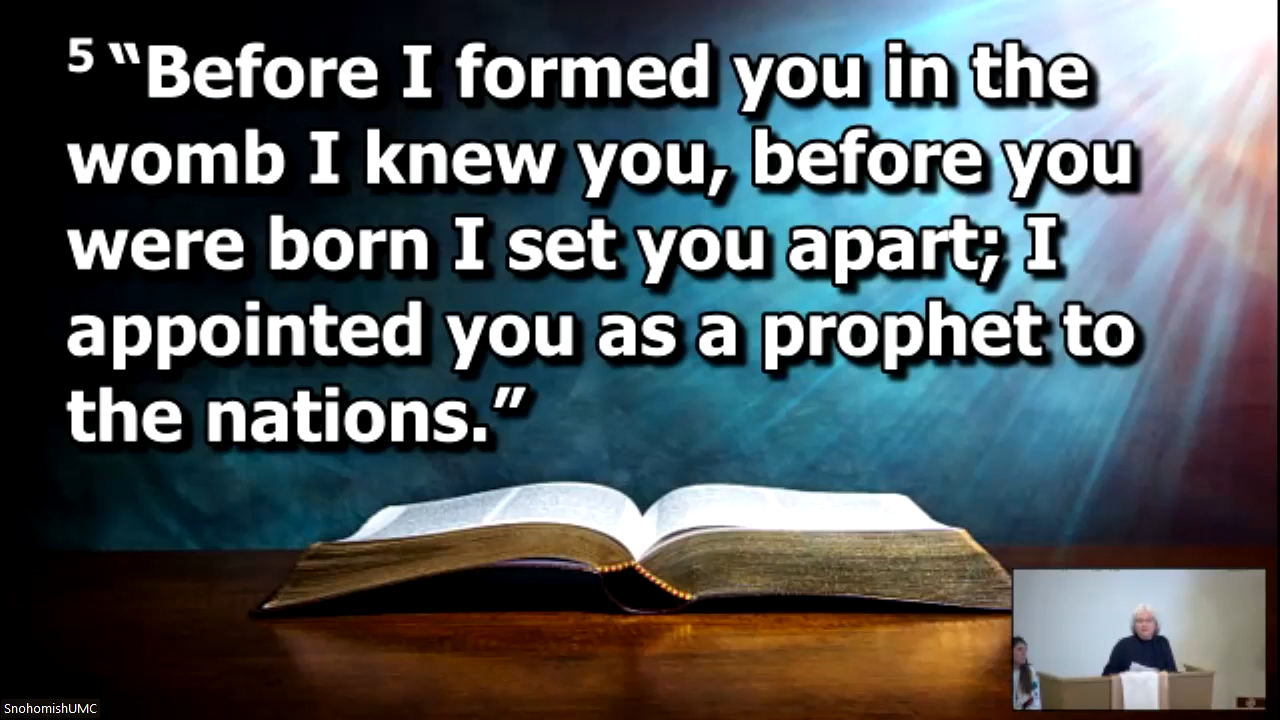 5 “Before I formed you in the
womb I knew you, before you
were born I set you apart; I
appointed you as a prophet to
the nations.”
SnohomishUMC